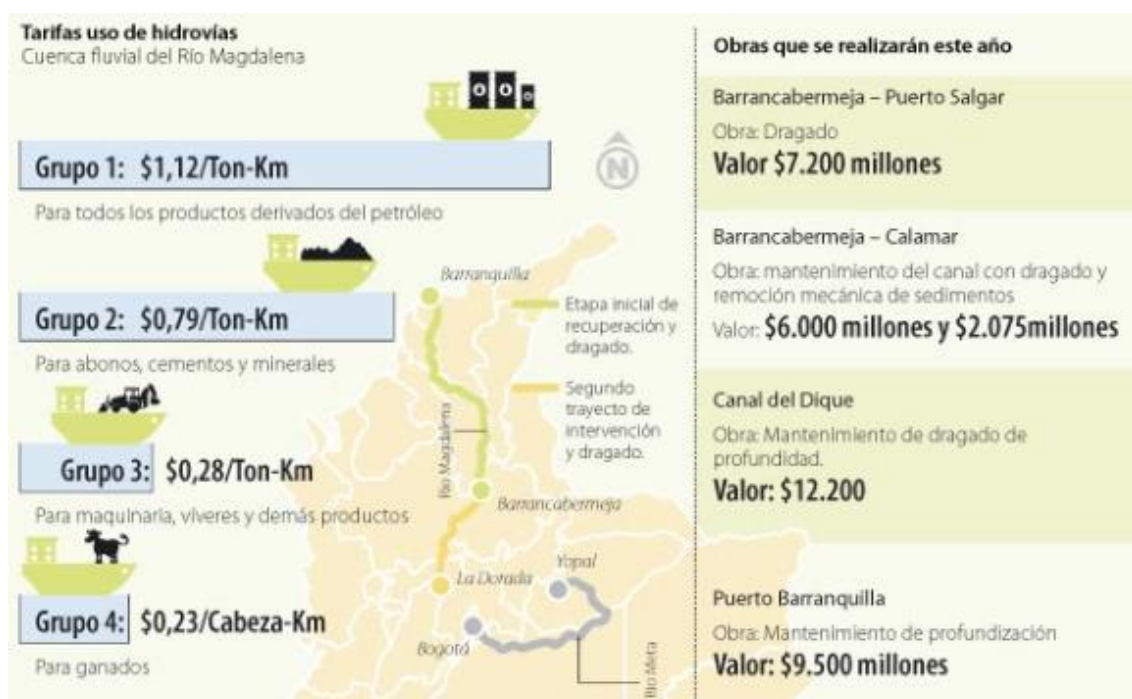 Tarifas uso de hidrovías
Cuenca fluvial del Río Magdalena
Grupo 1: $1,12/Ton-Km
Para todos los productos derivados del petróleo
Grupo 2: $0,79/Ton-Km
Para abonos, cementos y minerales
Grupo 3: $0,28/Ton-Km
Para maquinaria, víveres y demás productos
Grupo 4: $0,23/Cabeza-Km
Para ganados
N
Barranquilla
Etapa inicial de
recuperación y
dragado.
Segundo
trayecto de
intervención
y dragado.
Río Magdalena
Barrancabermeja
La Dorada
Yopal
Bogotá
Río Meta
Obras que se realizarán este año
Barrancabermeja – Puerto Salgar
Obra: Dragado
Valor $7.200 millones
Barrancabermeja – Calamar
Obra: mantenimiento del canal con dragado y
remoción mecánica de sedimentos
Valor: $6.000 millones y $2.075millones
Canal del Dique
Obra: Mantenimiento de dragado de
profundidad.
Valor: $12.200
Puerto Barranquilla
Obra: Mantenimiento de profundización
Valor: $9.500 millones